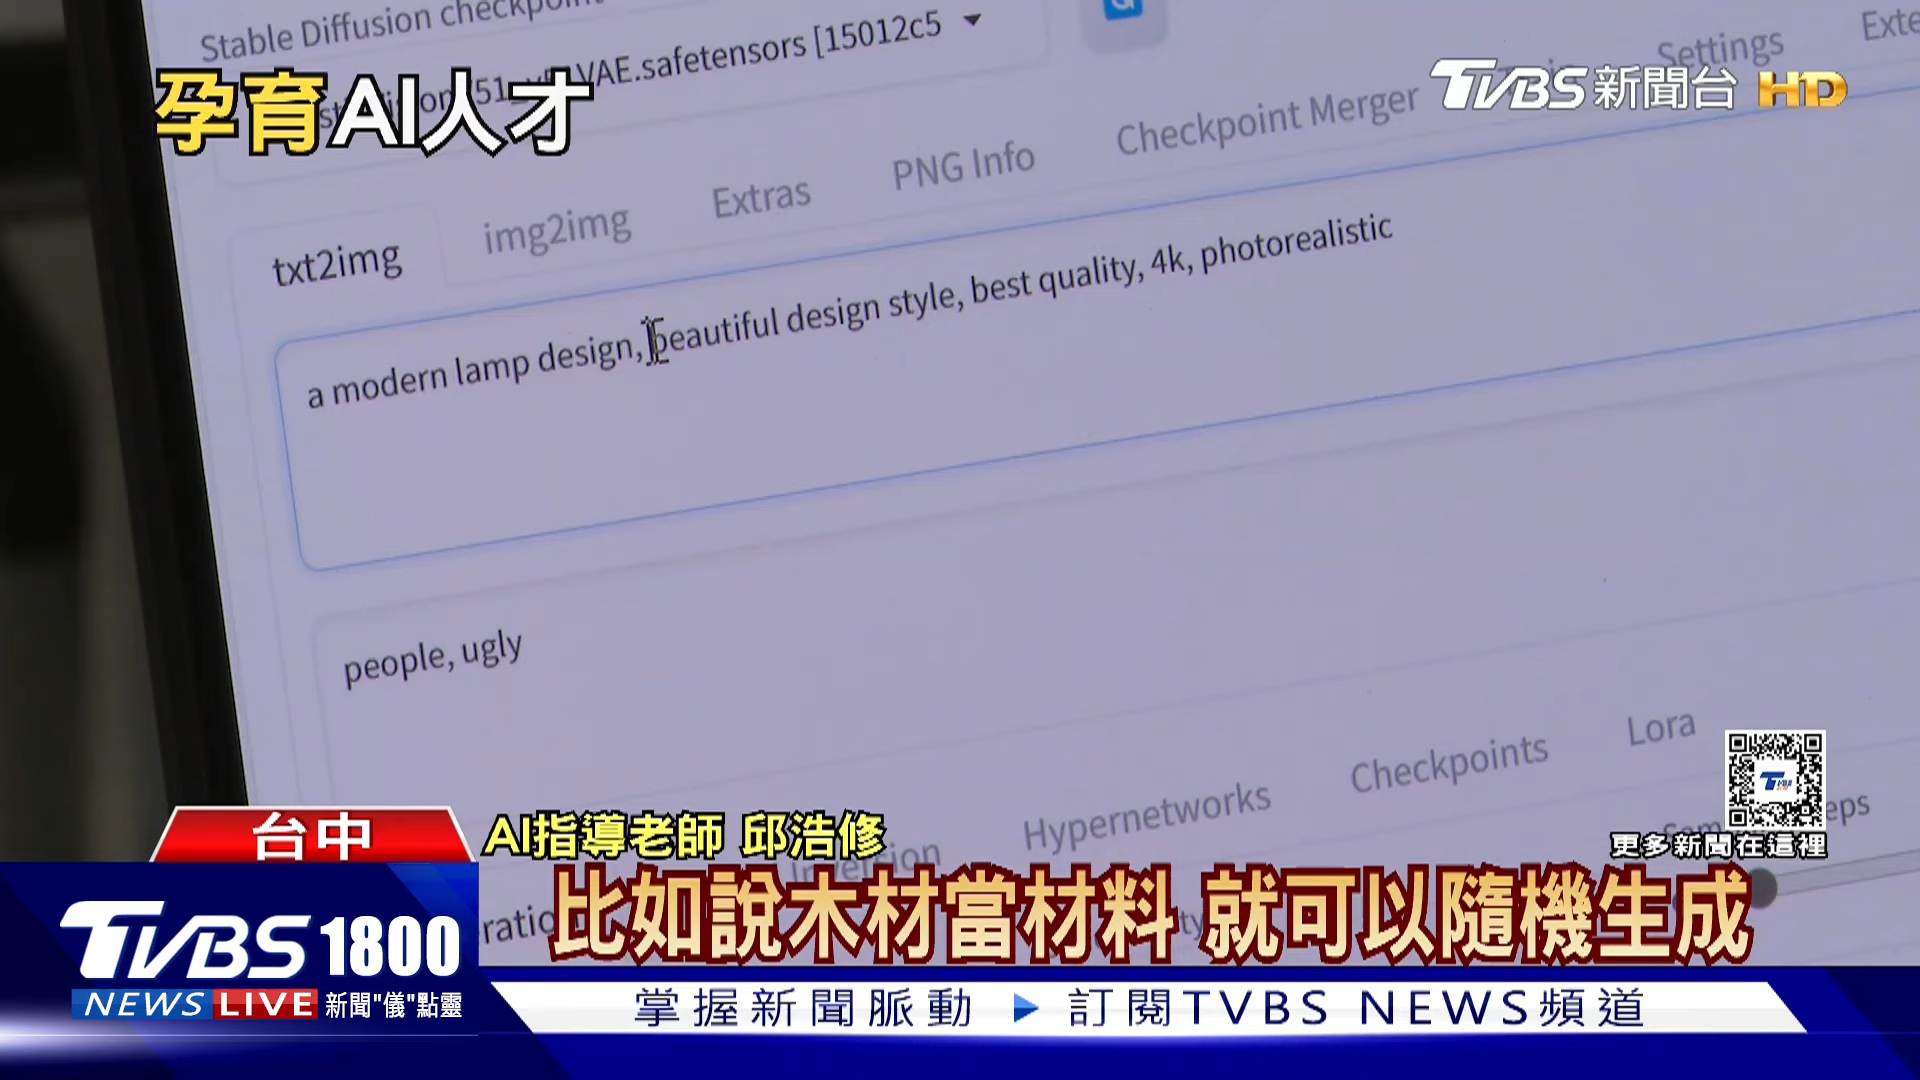 Stable Diffusion checkpoint
VAE.safetensors [15012c5
孕育AI人才
TVBS新聞台 HD
Settings
txt2img
img2img
Extras
PNG Info
Checkpoint Merger
a modern lamp design, beautiful design style, best quality, 4k, photorealistic
people, ugly
Hypernetworks
Checkpoints
Lora
更多新聞在這裡
台中
AI指導老師 邱浩修
比如說木材當材料 就可以隨機生成
TVBS 1800
NEWS LIVE 新聞"儀"點靈
掌握新聞脈動 ▶ 訂閱TVBS NEWS頻道